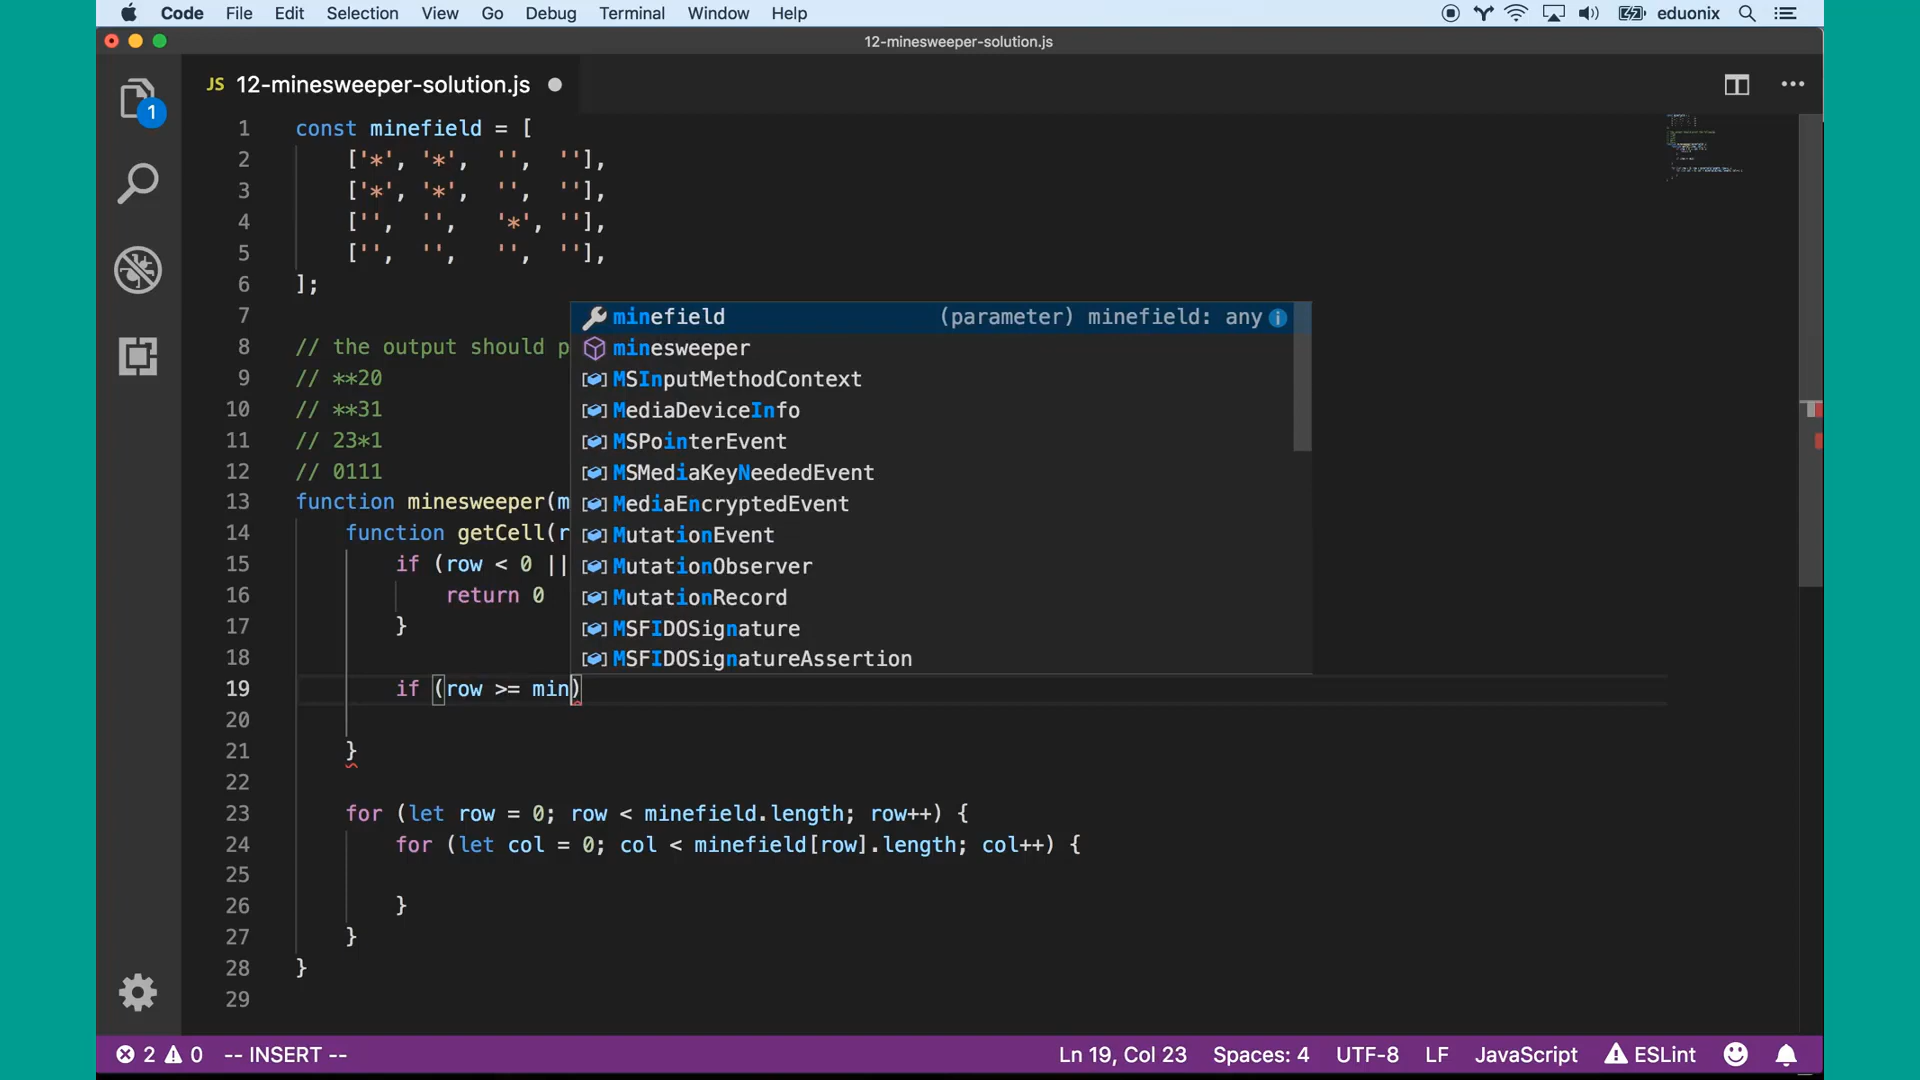 Code File Edit Selection View Go Debug Terminal Window Help eduonix
12-minesweeper-solution.js
JS 12-minesweeper-solution.js
1
1 const minefield = [
2 ['*', '*', '', ''],
3 ['*', '*', '', ''],
4 ['', '', '*', ''],
5 ['', '', '', ''],
6 ];
7
8 // the output should p
9 // **20
10 // **31
11 // 23*1
12 // 0111
13 function minesweeper(m
14 function getCell(r
15 if (row < 0 ||
16 return 0
17 }
18
19 if (row >= min)
20
21 }
22
23 for (let row = 0; row < minefield.length; row++) {
24 for (let col = 0; col < minefield[row].length; col++) {
25
26 }
27 }
28 }
29
minefield (parameter) minefield: any
minesweeper
MSInputMethodContext
MediaDeviceInfo
MSPointerEvent
MSMediaKeyNeededEvent
MediaEncryptedEvent
MutationEvent
MutationObserver
MutationRecord
MSFIDOSignature
MSFIDOSignatureAssertion
2 0 -- INSERT -- Ln 19, Col 23 Spaces: 4 UTF-8 LF JavaScript ESLint